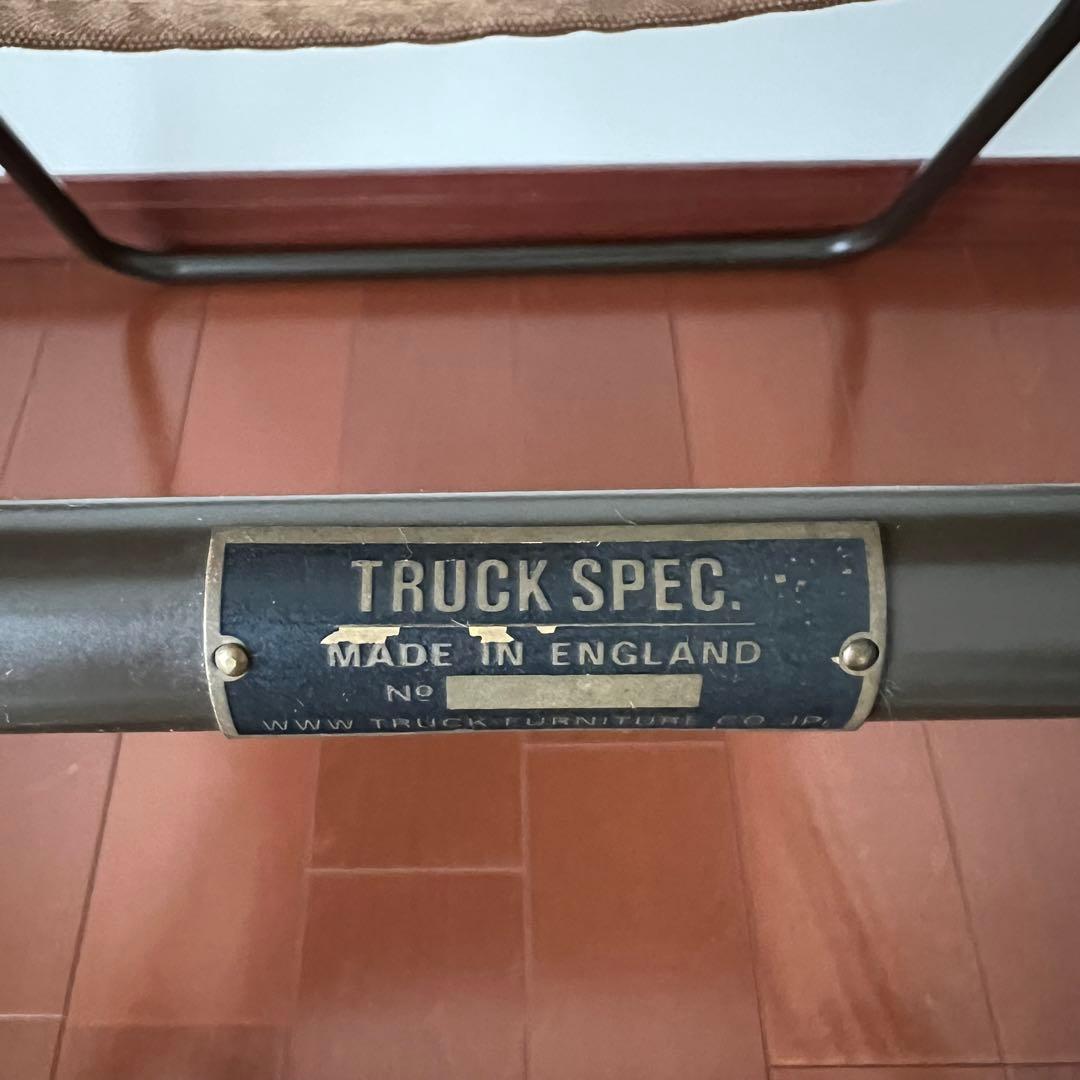 TRUCK SPEC.
MADE IN ENGLAND
Nº
WWW TRUCK-FURNITURE CO JP